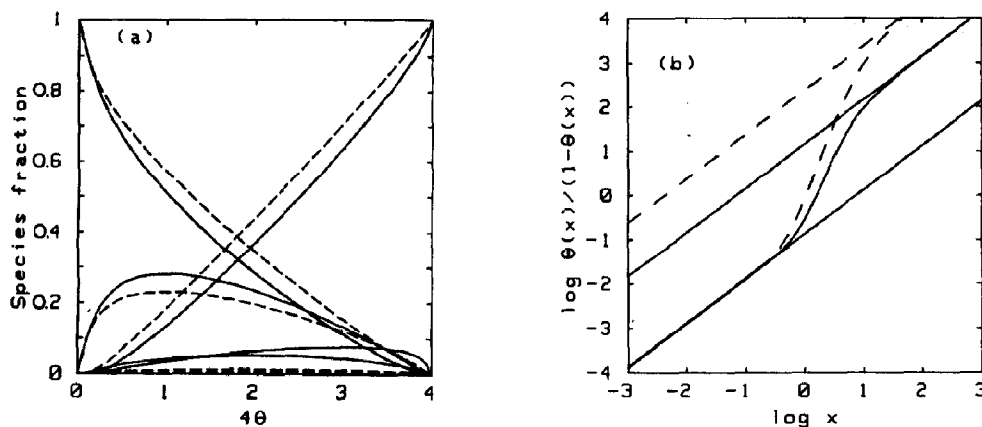 (a)
Species fraction
1
0.8
0.6
0.4
0.2
0
0 1 2 3 4
4θ
(b)
log θ(x)/(1-θ(x))
4
3
2
1
0
-1
-2
-3
-4
-3 -2 -1 0 1 2 3
log x